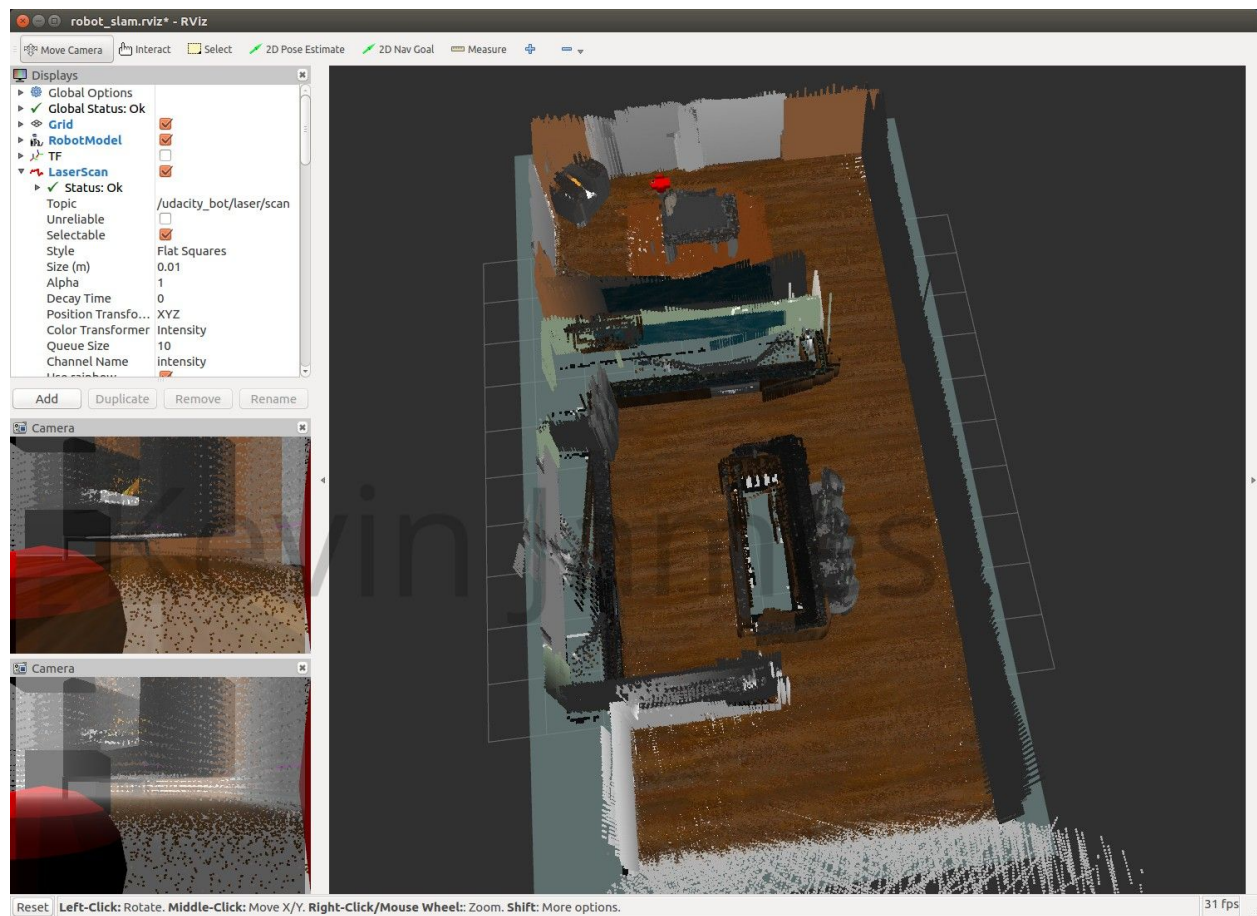 robot_slam.rviz* - RViz
Move Camera Interact Select 2D Pose Estimate 2D Nav Goal Measure
Displays
Global Options
Global Status: Ok
Grid
RobotModel
TF
LaserScan
Status: Ok
Topic /udacity_bot/laser/scan
Unreliable
Selectable
Style Flat Squares
Size (m) 0.01
Alpha 1
Decay Time 0
Position Transfo... XYZ
Color Transformer Intensity
Queue Size 10
Channel Name intensity
Use rainbow
Add Duplicate Remove Rename
Camera
Kevin James
Camera
Reset Left-Click: Rotate. Middle-Click: Move X/Y. Right-Click/Mouse Wheel:: Zoom. Shift: More options. 31 fps